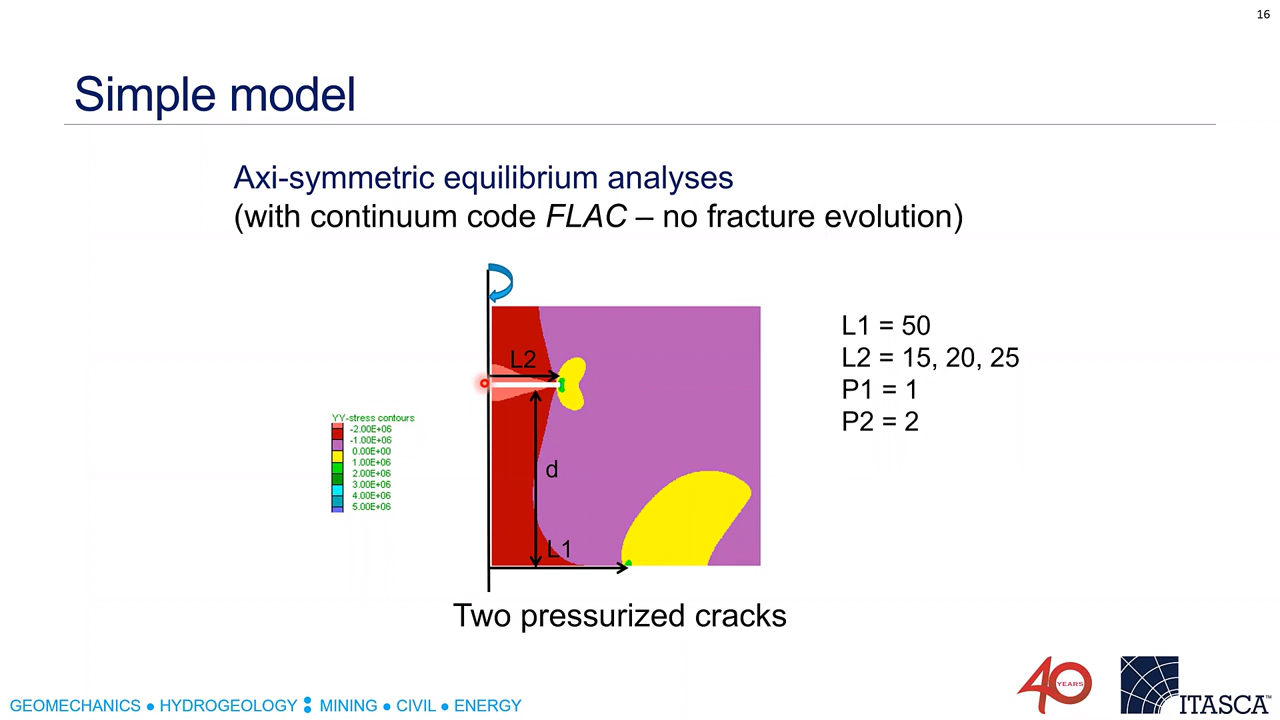 16
Simple model
Axi-symmetric equilibrium analyses
(with continuum code FLAC – no fracture evolution)
L2
d
L1
L1 = 50
L2 = 15, 20, 25
P1 = 1
P2 = 2
YY-stress contours
-2.00E+06
-1.00E+06
0.00E+00
1.00E+06
2.00E+06
3.00E+06
4.00E+06
5.00E+06
Two pressurized cracks
40 YEARS
ITASCA™
GEOMECHANICS ● HYDROGEOLOGY ● MINING ● CIVIL ● ENERGY